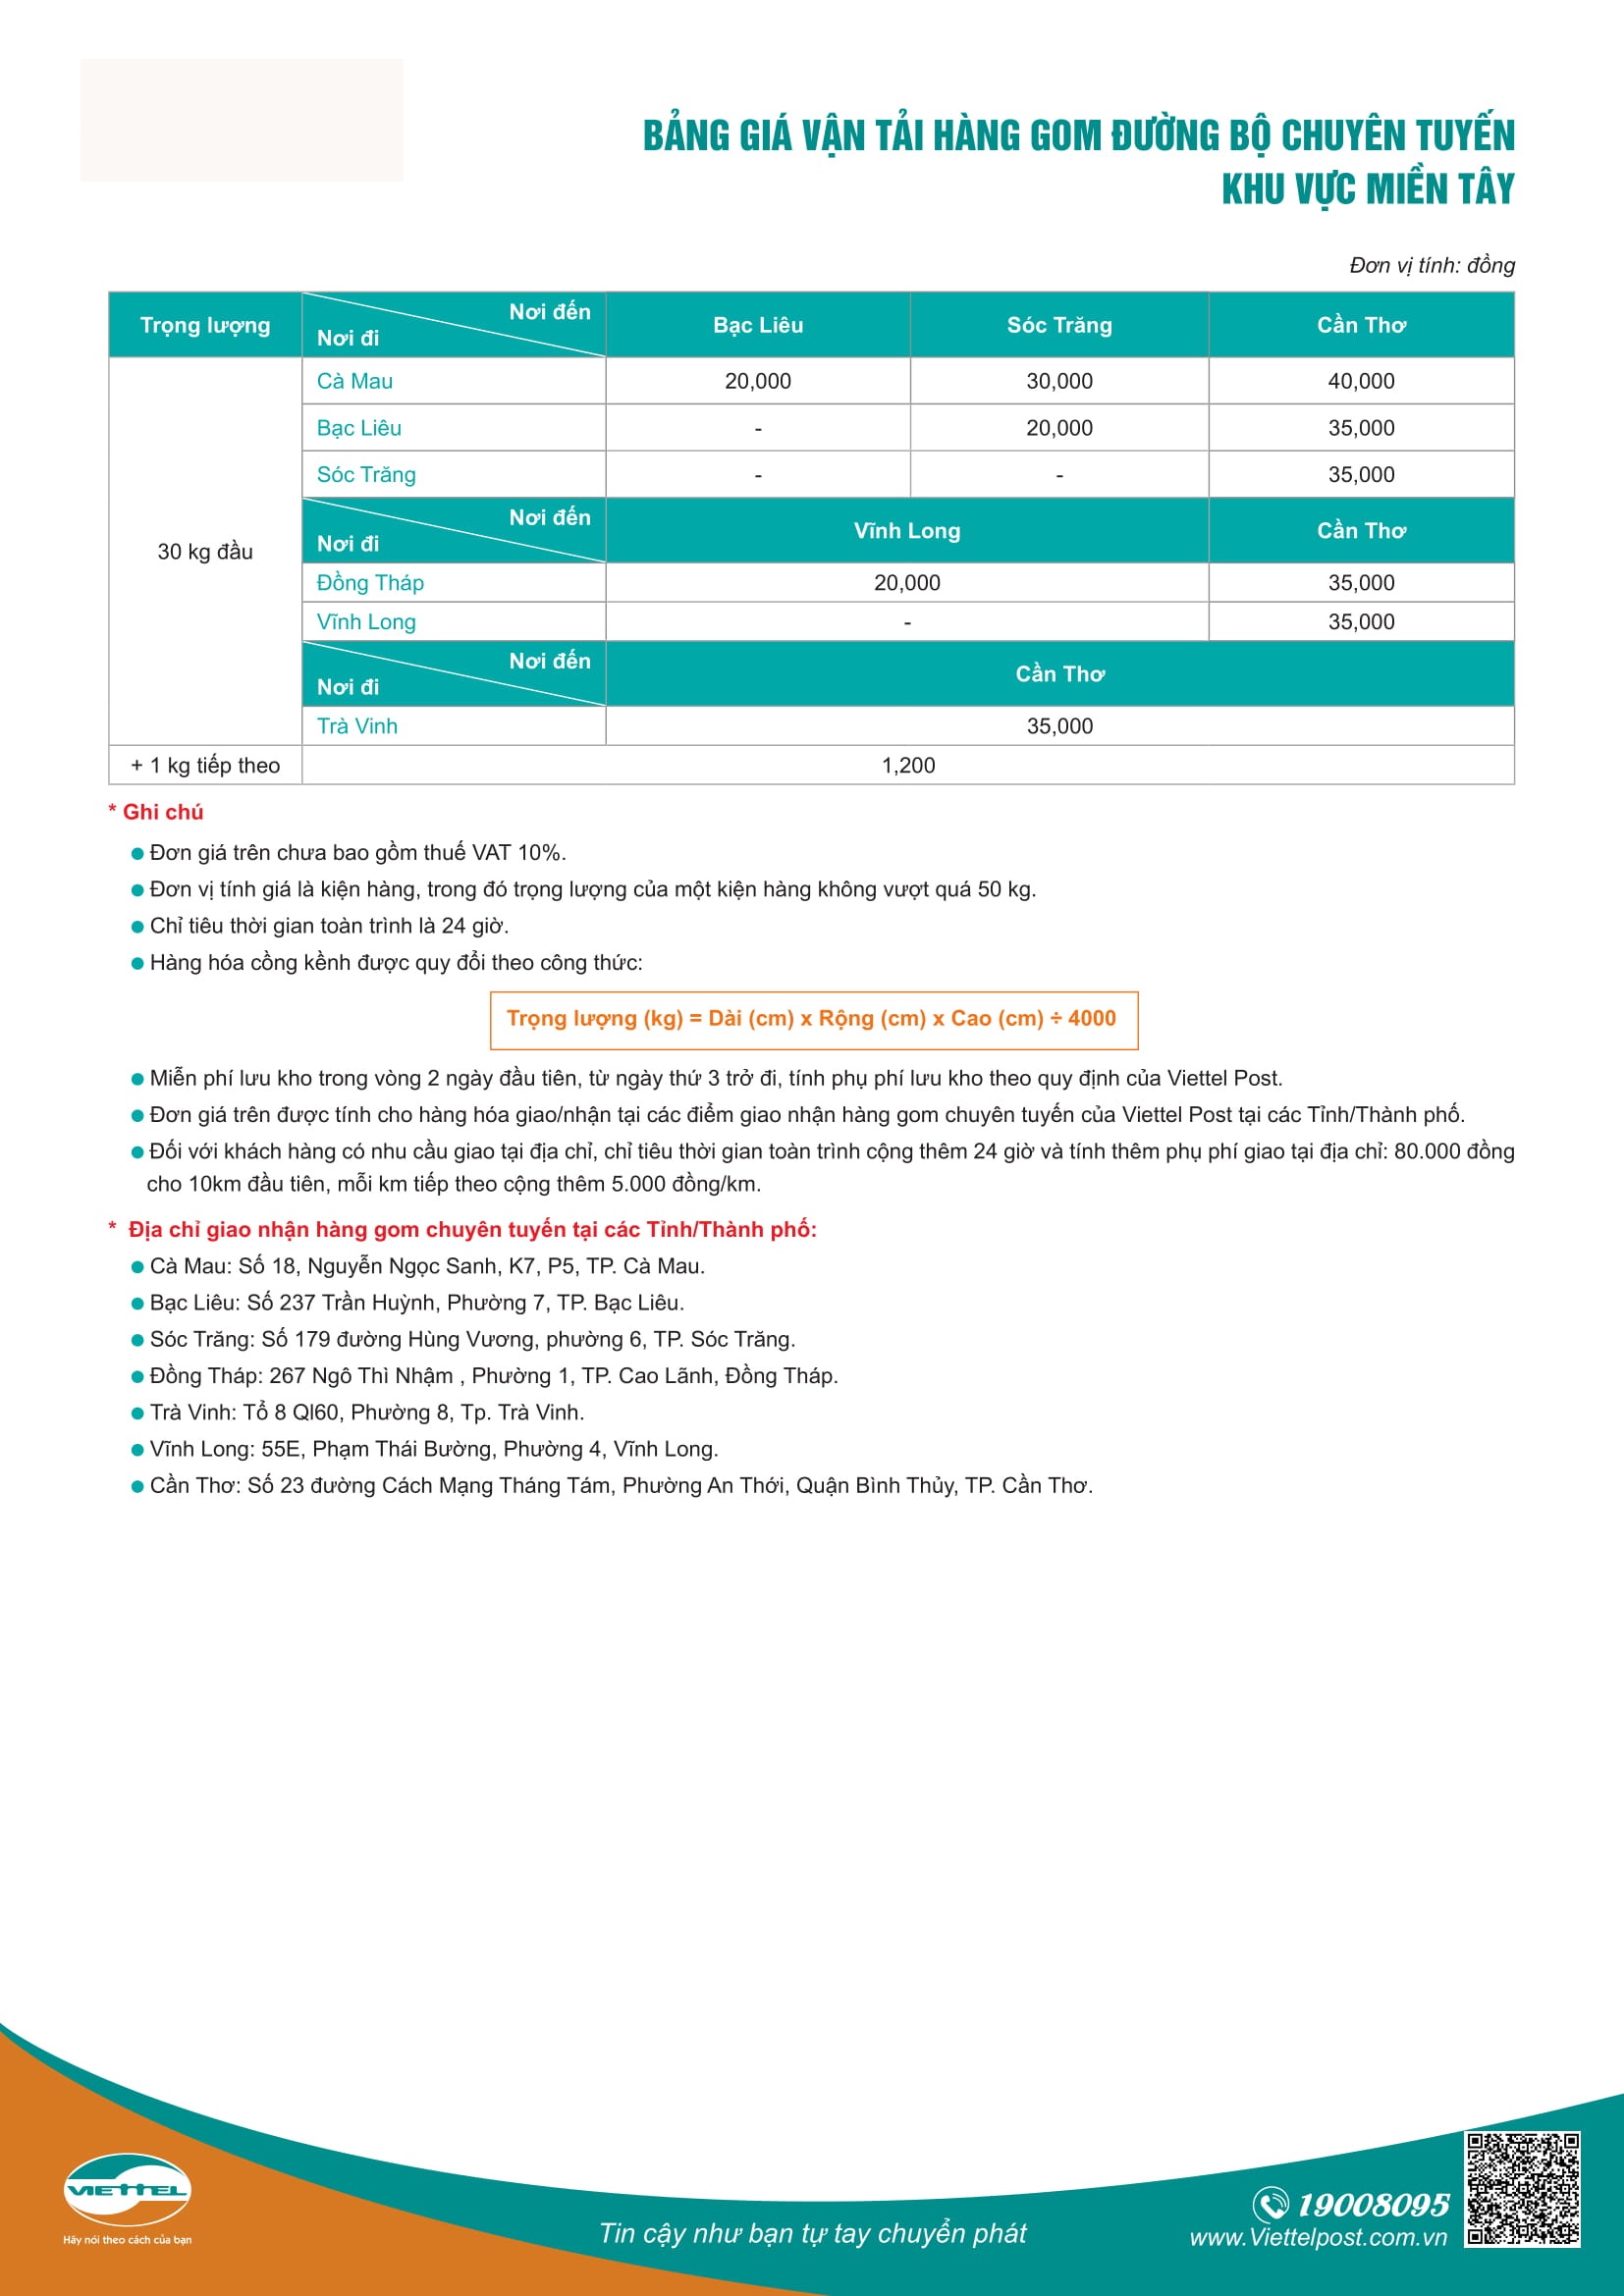 BẢNG GIÁ VẬN TẢI HÀNG GOM ĐƯỜNG BỘ CHUYÊN TUYẾN
KHU VỰC MIỀN TÂY
Đơn vị tính: đồng
Trọng lượng Nơi đến Nơi đi Bạc Liêu Sóc Trăng Cần Thơ
Cà Mau 20,000 30,000 40,000
Bạc Liêu - 20,000 35,000
Sóc Trăng - - 35,000
30 kg đầu Nơi đến Nơi đi Vĩnh Long Cần Thơ
Đồng Tháp 20,000 35,000
Vĩnh Long - 35,000
Nơi đến Nơi đi Cần Thơ
Trà Vinh 35,000
+ 1 kg tiếp theo 1,200
* Ghi chú
● Đơn giá trên chưa bao gồm thuế VAT 10%.
● Đơn vị tính giá là kiện hàng, trong đó trọng lượng của một kiện hàng không vượt quá 50 kg.
● Chỉ tiêu thời gian toàn trình là 24 giờ.
● Hàng hóa cồng kềnh được quy đổi theo công thức:
Trọng lượng (kg) = Dài (cm) x Rộng (cm) x Cao (cm) ÷ 4000
● Miễn phí lưu kho trong vòng 2 ngày đầu tiên, từ ngày thứ 3 trở đi, tính phụ phí lưu kho theo quy định của Viettel Post.
● Đơn giá trên được tính cho hàng hóa giao/nhận tại các điểm giao nhận hàng gom chuyên tuyến của Viettel Post tại các Tỉnh/Thành phố.
● Đối với khách hàng có nhu cầu giao tại địa chỉ, chỉ tiêu thời gian toàn trình cộng thêm 24 giờ và tính thêm phụ phí giao tại địa chỉ: 80.000 đồng
cho 10km đầu tiên, mỗi km tiếp theo cộng thêm 5.000 đồng/km.
* Địa chỉ giao nhận hàng gom chuyên tuyến tại các Tỉnh/Thành phố:
● Cà Mau: Số 18, Nguyễn Ngọc Sanh, K7, P5, TP. Cà Mau.
● Bạc Liêu: Số 237 Trần Huỳnh, Phường 7, TP. Bạc Liêu.
● Sóc Trăng: Số 179 đường Hùng Vương, phường 6, TP. Sóc Trăng.
● Đồng Tháp: 267 Ngô Thì Nhậm , Phường 1, TP. Cao Lãnh, Đồng Tháp.
● Trà Vinh: Tổ 8 Ql60, Phường 8, Tp. Trà Vinh.
● Vĩnh Long: 55E, Phạm Thái Bường, Phường 4, Vĩnh Long.
● Cần Thơ: Số 23 đường Cách Mạng Tháng Tám, Phường An Thới, Quận Bình Thủy, TP. Cần Thơ.
VIETTEL
Hãy nói theo cách của bạn
Tin cậy như bạn tự tay chuyển phát
19008095
www.Viettelpost.com.vn